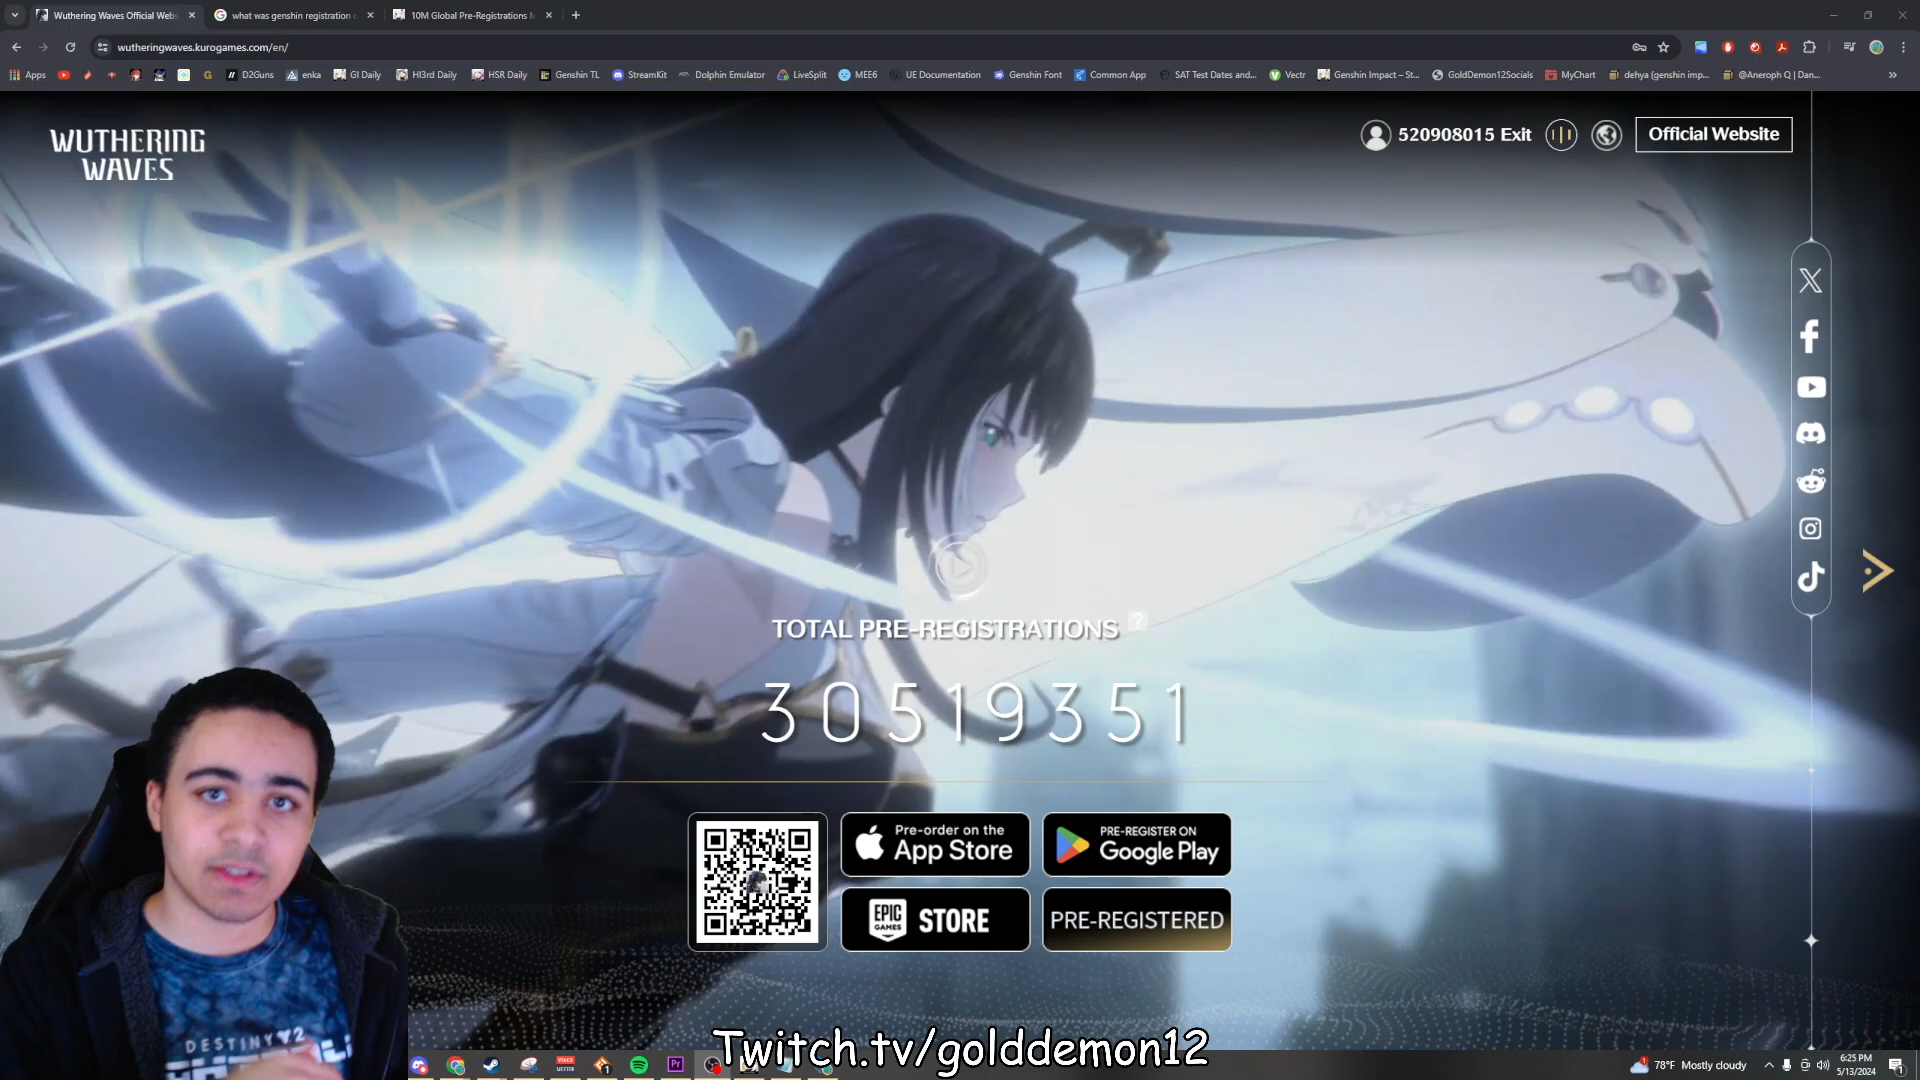 Wuthering Waves Official Webs
what was genshin registration c
10M Global Pre-Registrations M
wutheringwaves.kurogames.com/en/
Apps
D2Guns
enka
GI Daily
HI3rd Daily
HSR Daily
Genshin TL
StreamKit
Dolphin Emulator
LiveSplit
MEE6
UE Documentation
Genshin Font
Common App
SAT Test Dates and...
Vectr
Genshin Impact – St...
GoldDemon12Socials
MyChart
dehya (genshin imp...
@Aneroph Q | Dan...
WUTHERING
WAVES
520908015 Exit
Official Website
TOTAL PRE-REGISTRATIONS ?
30519351
Pre-order on the
App Store
PRE-REGISTER ON
Google Play
EPIC
GAMES
STORE
PRE-REGISTERED
DESTINY 2
Twitch.tv/golddemon12
78°F Mostly cloudy
6:25 PM
5/13/2024